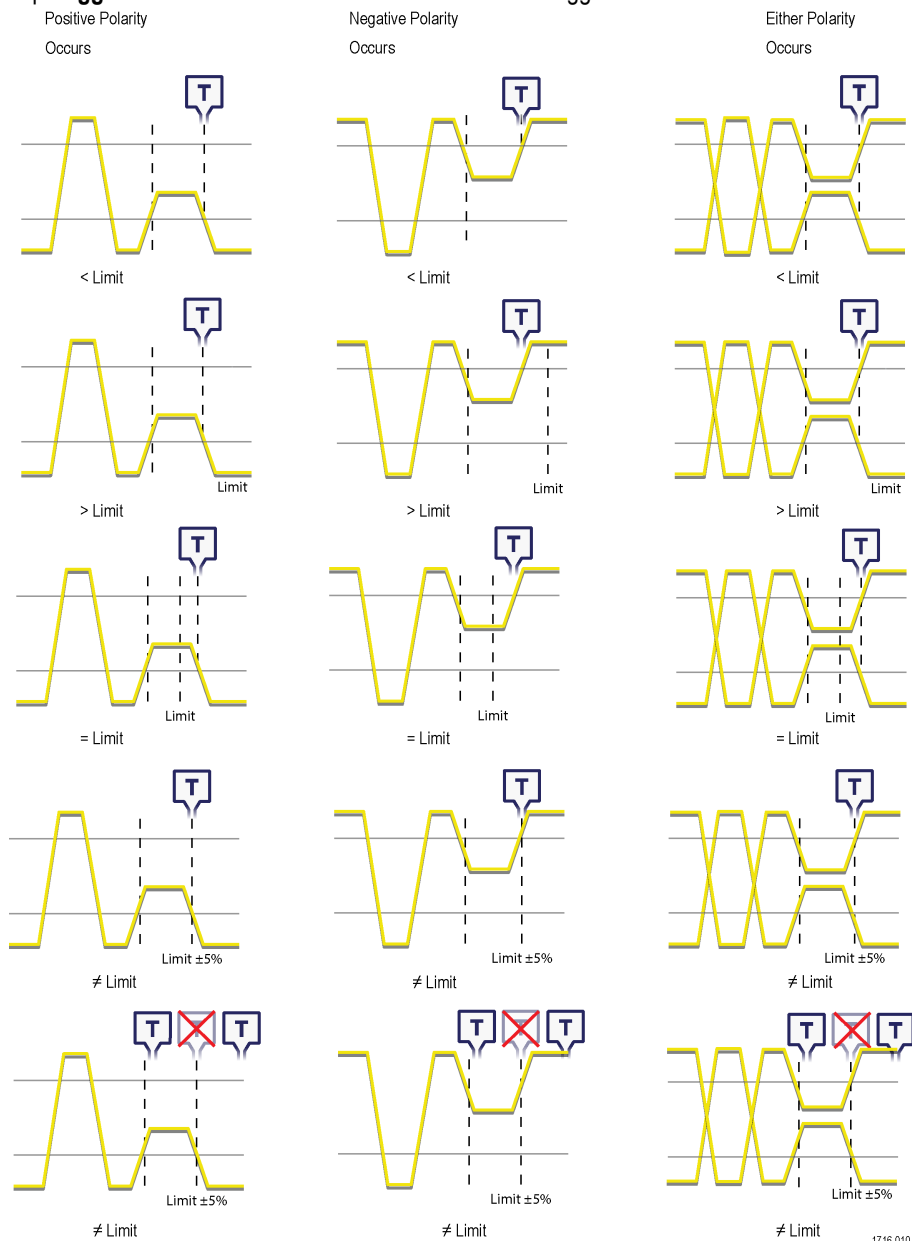 Positive Polarity
Negative Polarity
Either Polarity
Occurs
Occurs
Occurs
T
T
T
< Limit
< Limit
< Limit
T
T
T
Limit
Limit
Limit
> Limit
> Limit
> Limit
T
T
T
Limit
Limit
Limit
= Limit
= Limit
= Limit
T
T
T
Limit ±5%
Limit ±5%
Limit ±5%
≠ Limit
≠ Limit
≠ Limit
T
T
T
T
T
T
T
T
T
Limit ±5%
Limit ±5%
Limit ±5%
≠ Limit
≠ Limit
≠ Limit